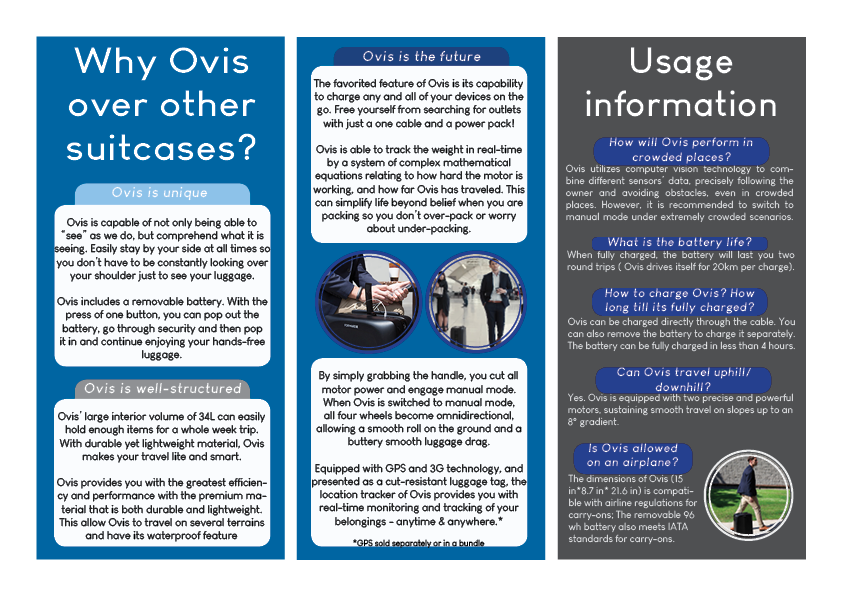 Why Ovis
over other
suitcases?
Ovis is unique
Ovis is capable of not only being able to
"see" as we do, but comprehend what it is
seeing. Easily stay by your side at all times so
you don't have to be constantly looking over
your shoulder just to see your luggage.
Ovis includes a removable battery. With the
press of one button, you can pop out the
battery, go through security and then pop
it in and continue enjoying your hands-free
luggage.
Ovis is well-structured
Ovis' large interior volume of 34L can easily
hold enough items for a whole week trip.
With durable yet lightweight material, Ovis
makes your travel lite and smart.
Ovis provides you with the greatest efficien-
cy and performance with the premium ma-
terial that is both durable and lightweight.
This allow Ovis to travel on several terrains
and have its waterproof feature
Ovis is the future
The favorited feature of Ovis is its capability
to charge any and all of your devices on the
go. Free yourself from searching for outlets
with just a one cable and a power pack!
Ovis is able to track the weight in real-time
by a system of complex mathematical
equations relating to how hard the motor is
working, and how far Ovis has traveled. This
can simplify life beyond belief when you are
packing so you don't over-pack or worry
about under-packing.
By simply grabbing the handle, you cut all
motor power and engage manual mode.
When Ovis is switched to manual mode,
all four wheels become omnidirectional,
allowing a smooth roll on the ground and a
buttery smooth luggage drag.
Equipped with GPS and 3G technology, and
presented as a cut-resistant luggage tag, the
location tracker of Ovis provides you with
real-time monitoring and tracking of your
belongings - anytime & anywhere.*
*GPS sold separately or in a bundle
Usage
information
How will Ovis perform in
crowded places?
Ovis utilizes computer vision technology to com-
bine different sensors' data, precisely following the
owner and avoiding obstacles, even in crowded
places. However, it is recommended to switch to
manual mode under extremely crowded scenarios.
What is the battery life?
When fully charged, the battery will last you two
round trips ( Ovis drives itself for 20km per charge).
How to charge Ovis? How
long till its fully charged?
Ovis can be charged directly through the cable. You
can also remove the battery to charge it separately.
The battery can be fully charged in less than 4 hours.
Can Ovis travel uphill/
downhill?
Yes. Ovis is equipped with two precise and powerful
motors, sustaining smooth travel on slopes up to an
8° gradient.
Is Ovis allowed
on an airplane?
The dimensions of Ovis (15
in*8.7 in* 21.6 in) is compati-
ble with airline regulations for
carry-ons; The removable 96
wh battery also meets IATA
standards for carry-ons.